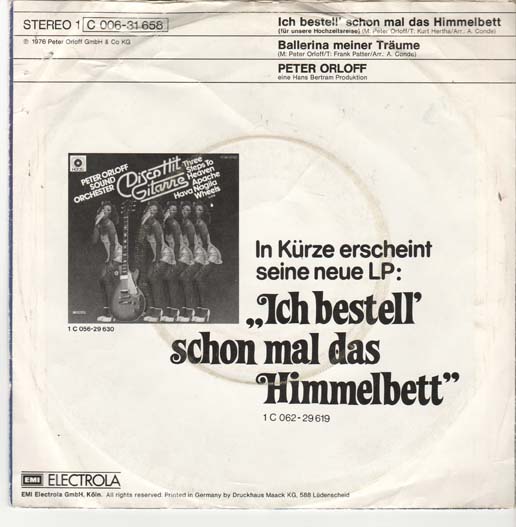 STEREO 1 C 006-31 658
℗ 1976 Peter Orloff GmbH & Co KG
Ich bestell' schon mal das Himmelbett
(für unsere Hochzeitsreise) (M: Peter Orloff/T: Kurt Hertha/Arr.: A. Conde)
Ballerina meiner Träume
(M: Peter Orloff/T: Frank Patter/Arr.: A. Conde)
PETER ORLOFF
eine Hans Bertram Produktion
PETER ORLOFF
SOUND
ORCHESTER
Disco Hit
Gitarre
Three
Steps To
Heaven
Apache
Hava Nagila
Wheels
1 C 056-29 630
In Kürze erscheint
seine neue LP:
„Ich bestell'
schon mal das
Himmelbett”
1 C 062-29 619
EMI ELECTROLA
EMI Electrola GmbH, Köln. All rights reserved. Printed in Germany by Druckhaus Maack KG, 588 Lüdenscheid